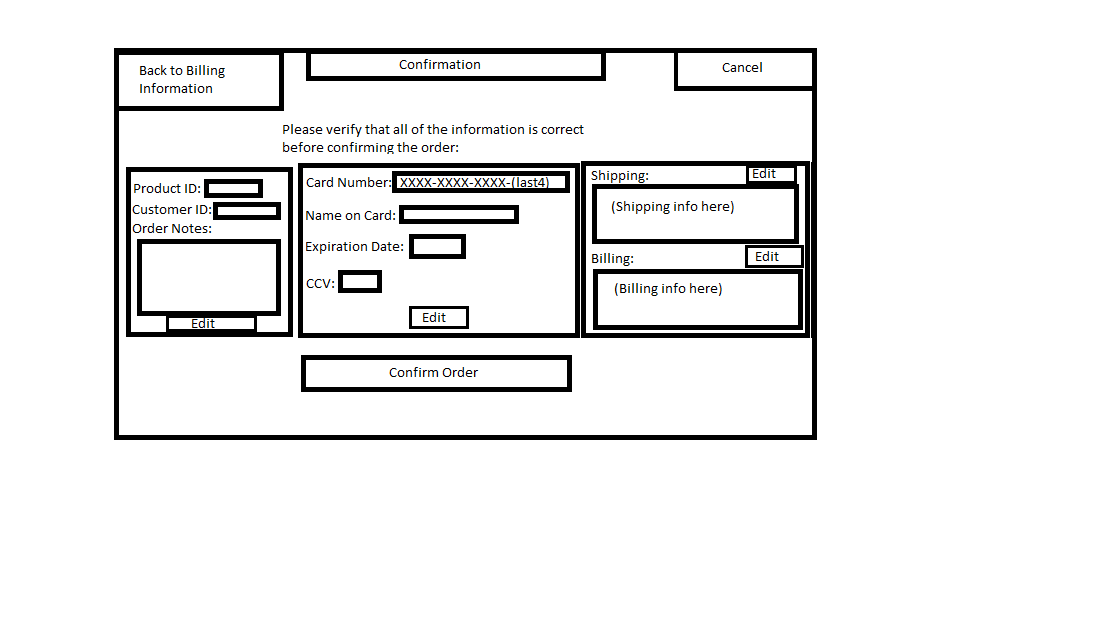 Back to Billing
Information
Confirmation
Cancel
Please verify that all of the information is correct
before confirming the order:
Product ID:
Customer ID:
Order Notes:
Edit
Card Number: XXXX-XXXX-XXXX-(last4)
Name on Card:
Expiration Date:
CCV:
Edit
Shipping: Edit
(Shipping info here)
Billing: Edit
(Billing info here)
Confirm Order